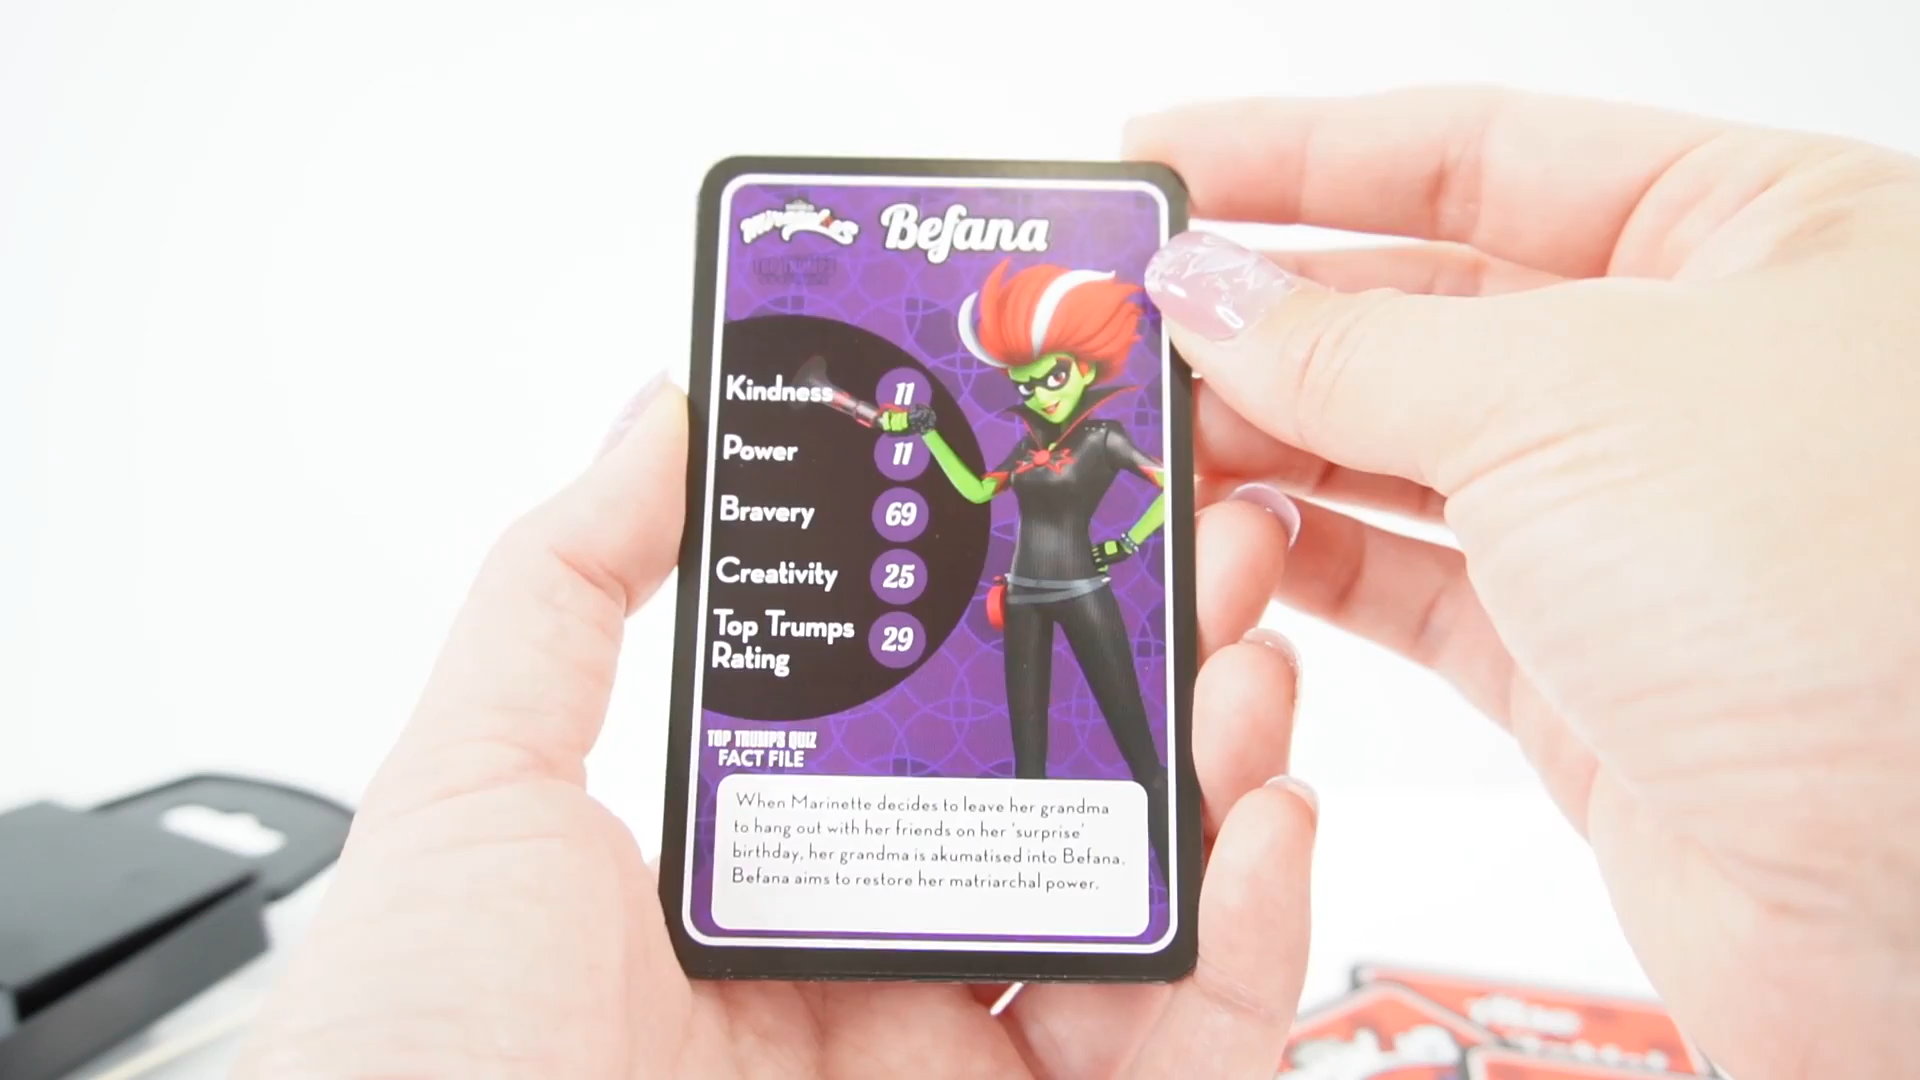 MIRACULOUS
Befana
Kindness 11
Power 11
Bravery 69
Creativity 25
Top Trumps
Rating 29
TOP TRUMPS QUIZ
FACT FILE
When Marinette decides to leave her grandma
to hang out with her friends on her 'surprise'
birthday, her grandma is akumatised into Befana.
Befana aims to restore her matriarchal power.